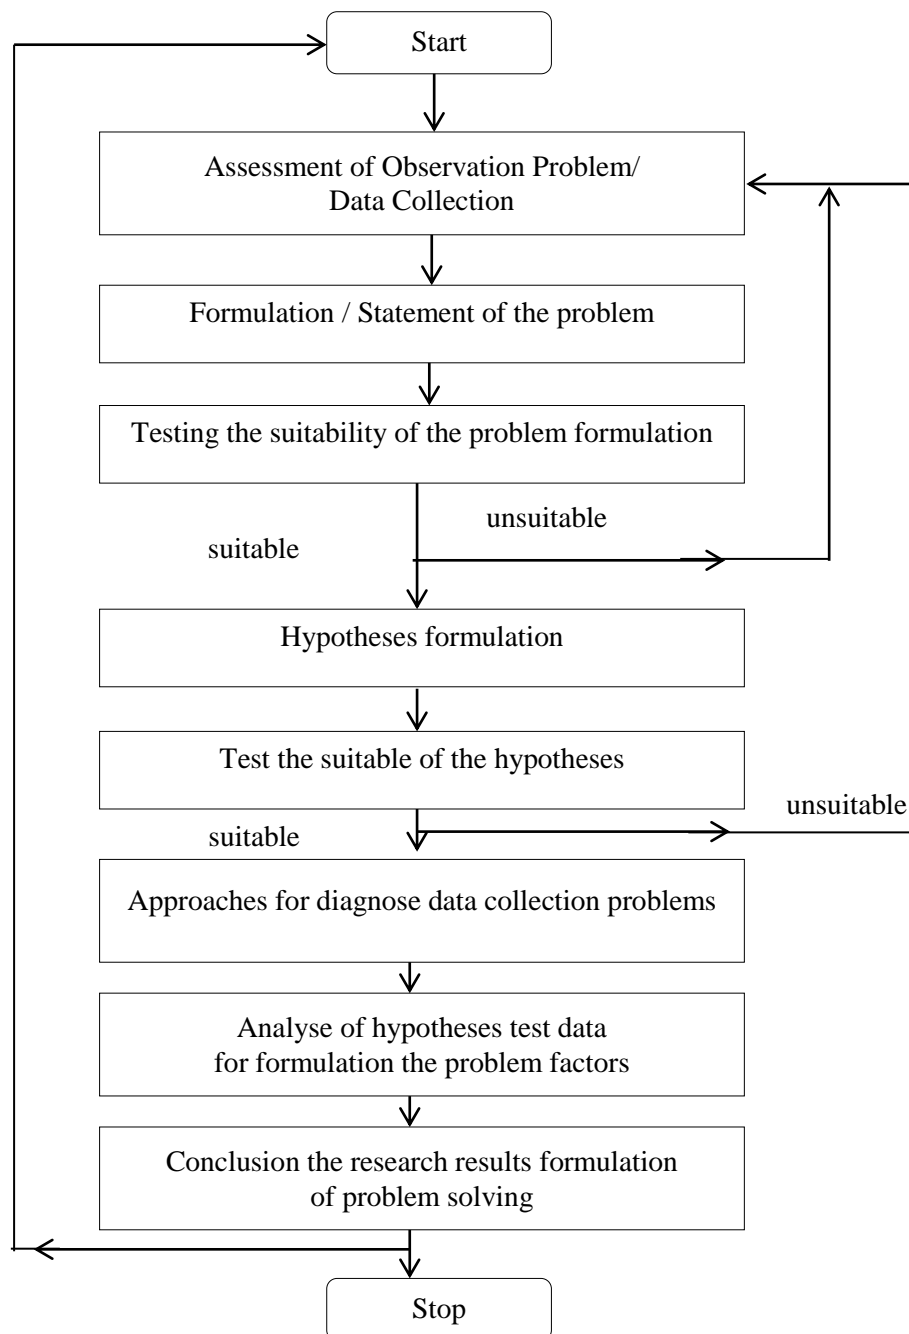 Start
Assessment of Observation Problem/
Data Collection
Formulation / Statement of the problem
Testing the suitability of the problem formulation
unsuitable
suitable
Hypotheses formulation
Test the suitable of the hypotheses
unsuitable
suitable
Approaches for diagnose data collection problems
Analyse of hypotheses test data
for formulation the problem factors
Conclusion the research results formulation
of problem solving
Stop